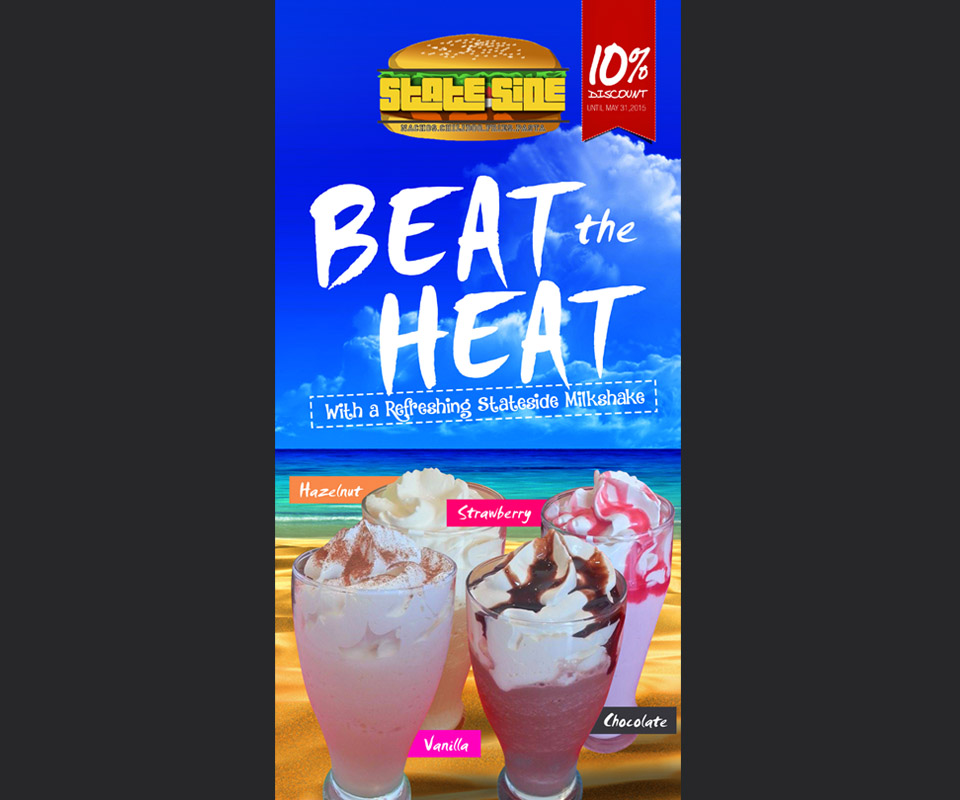 STATE SIDE
10%
DISCOUNT
UNTIL MAY 31, 2015
BEAT the
HEAT
With a Refreshing Stateside Milkshake
Hazelnut
Strawberry
Chocolate
Vanilla